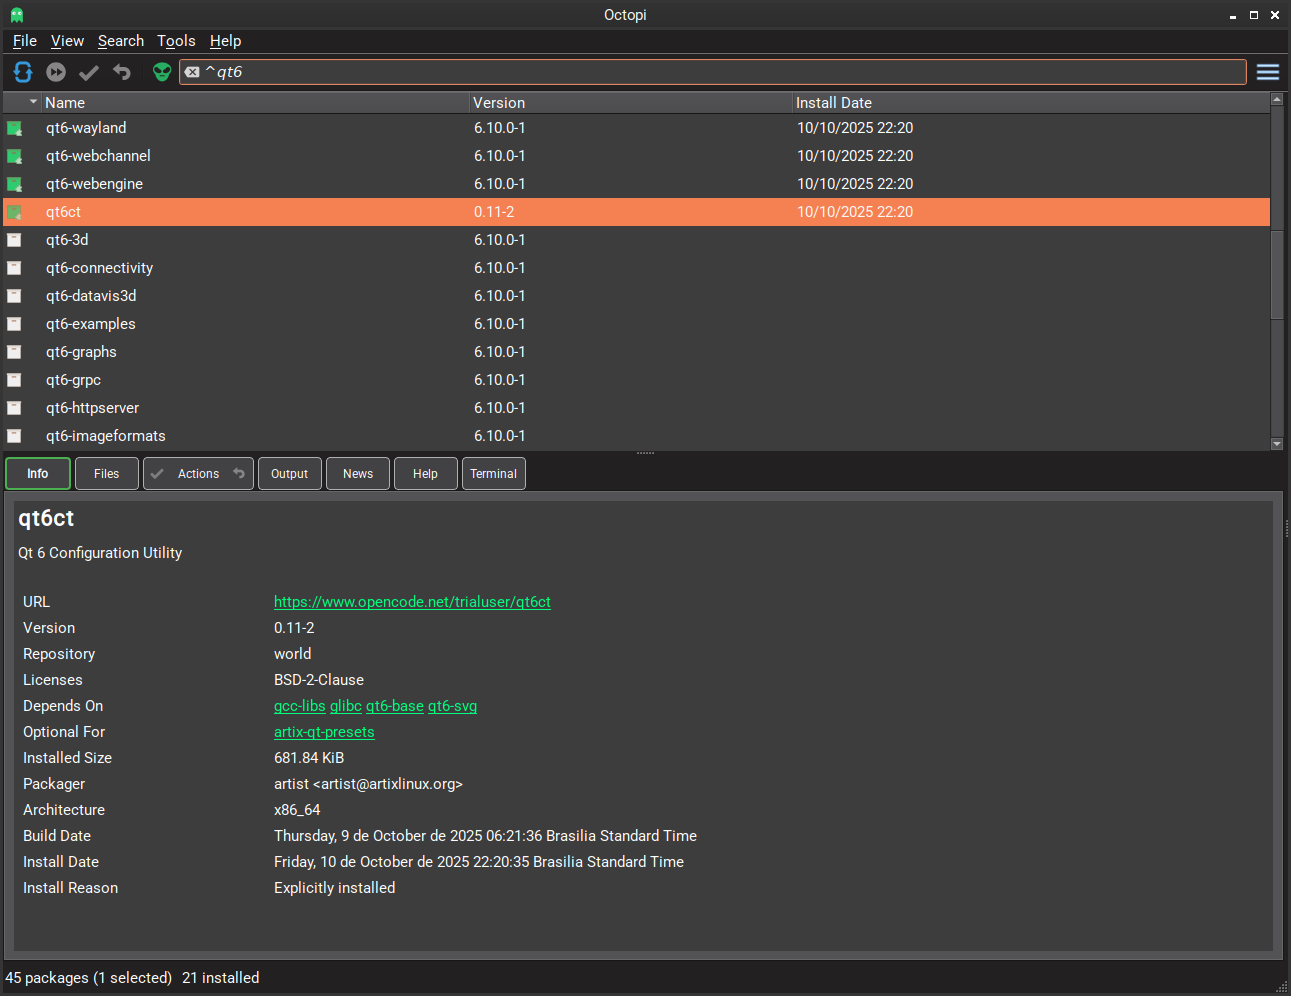 Octopi
File View Search Tools Help
^qt6
Name Version Install Date
qt6-wayland 6.10.0-1 10/10/2025 22:20
qt6-webchannel 6.10.0-1 10/10/2025 22:20
qt6-webengine 6.10.0-1 10/10/2025 22:20
qt6ct 0.11-2 10/10/2025 22:20
qt6-3d 6.10.0-1
qt6-connectivity 6.10.0-1
qt6-datavis3d 6.10.0-1
qt6-examples 6.10.0-1
qt6-graphs 6.10.0-1
qt6-grpc 6.10.0-1
qt6-httpserver 6.10.0-1
qt6-imageformats 6.10.0-1
Info Files Actions Output News Help Terminal
qt6ct
Qt 6 Configuration Utility
URL https://www.opencode.net/trialuser/qt6ct
Version 0.11-2
Repository world
Licenses BSD-2-Clause
Depends On gcc-libs glibc qt6-base qt6-svg
Optional For artix-qt-presets
Installed Size 681.84 KiB
Packager artist <artist@artixlinux.org>
Architecture x86_64
Build Date Thursday, 9 de October de 2025 06:21:36 Brasilia Standard Time
Install Date Friday, 10 de October de 2025 22:20:35 Brasilia Standard Time
Install Reason Explicitly installed
45 packages (1 selected) 21 installed